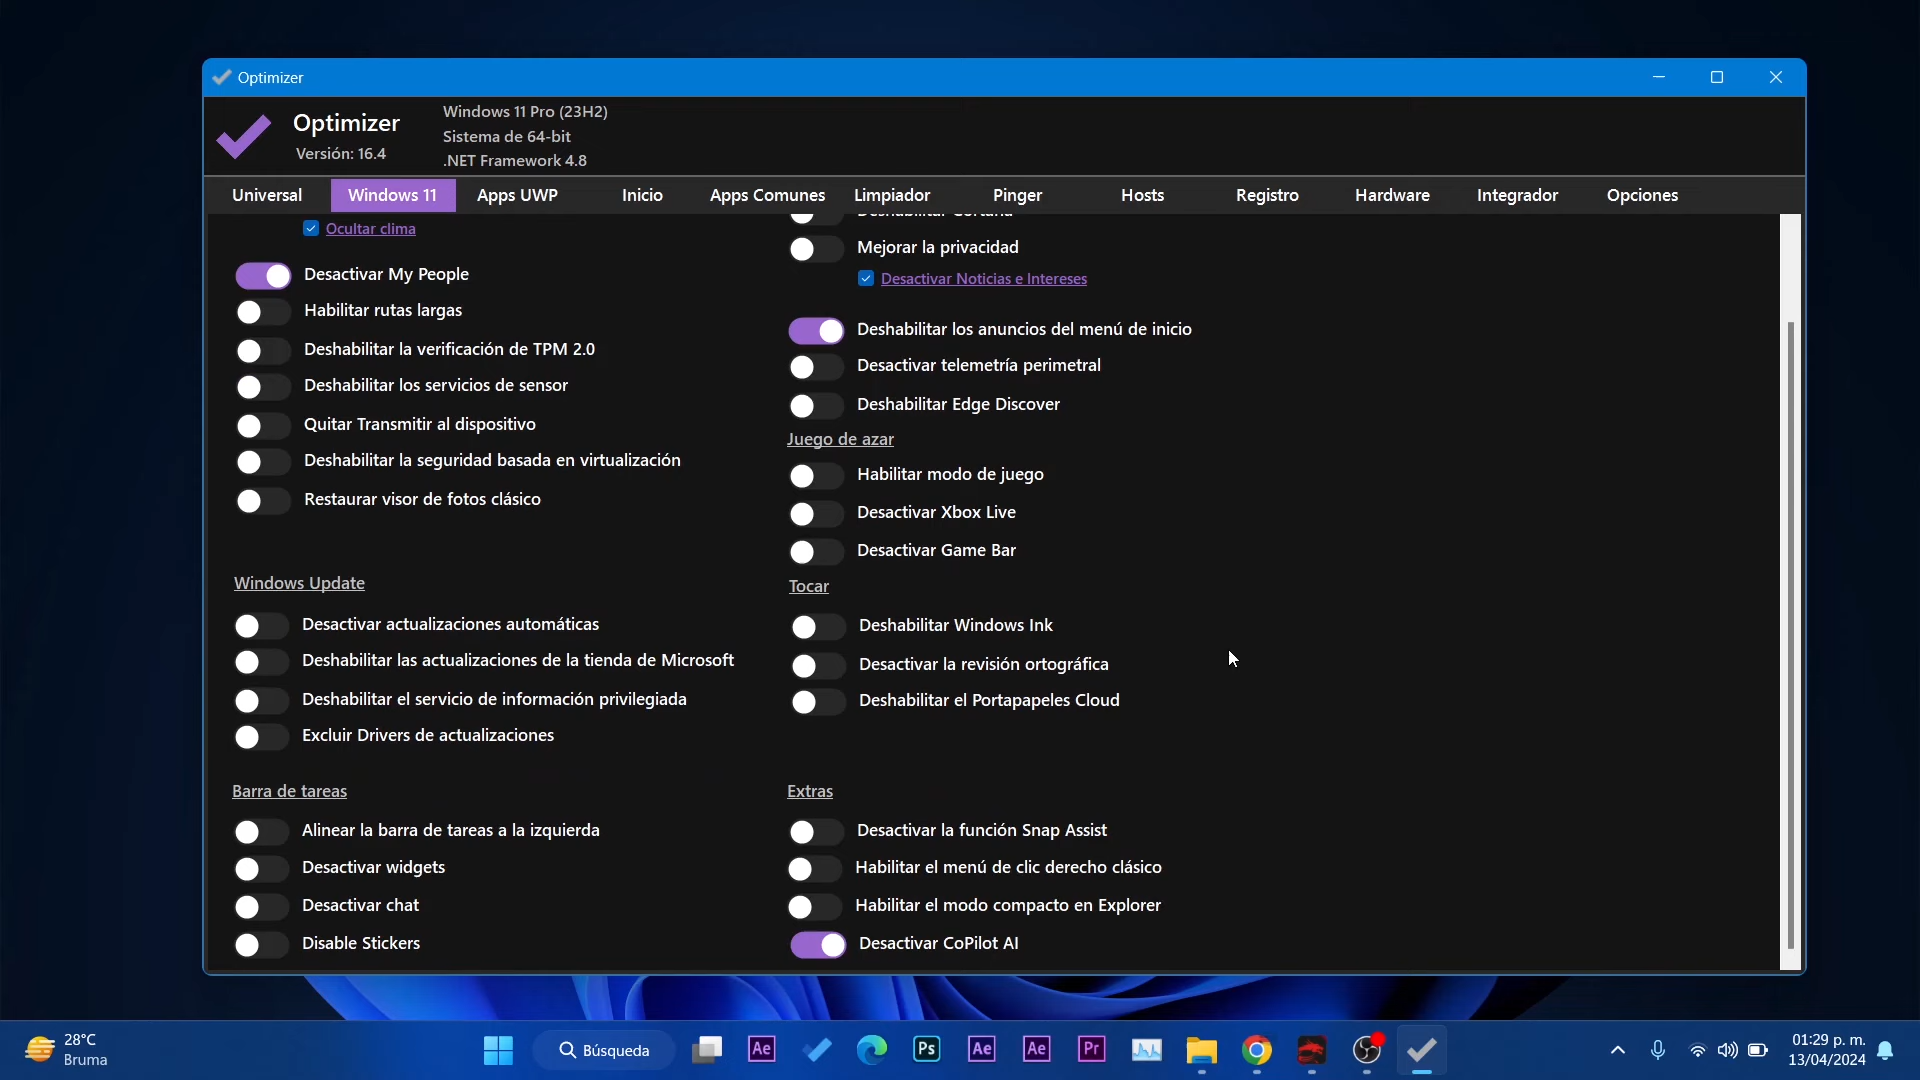 Optimizer
Optimizer
Versión: 16.4
Windows 11 Pro (23H2)
Sistema de 64-bit
.NET Framework 4.8
Universal
Windows 11
Apps UWP
Inicio
Apps Comunes
Limpiador
Pinger
Hosts
Registro
Hardware
Integrador
Opciones
Ocultar clima
Desactivar My People
Habilitar rutas largas
Deshabilitar la verificación de TPM 2.0
Deshabilitar los servicios de sensor
Quitar Transmitir al dispositivo
Deshabilitar la seguridad basada en virtualización
Restaurar visor de fotos clásico
Windows Update
Desactivar actualizaciones automáticas
Deshabilitar las actualizaciones de la tienda de Microsoft
Deshabilitar el servicio de información privilegiada
Excluir Drivers de actualizaciones
Barra de tareas
Alinear la barra de tareas a la izquierda
Desactivar widgets
Desactivar chat
Disable Stickers
Deshabilitar Cortana
Mejorar la privacidad
Desactivar Noticias e Intereses
Deshabilitar los anuncios del menú de inicio
Desactivar telemetría perimetral
Deshabilitar Edge Discover
Juego de azar
Habilitar modo de juego
Desactivar Xbox Live
Desactivar Game Bar
Tocar
Deshabilitar Windows Ink
Desactivar la revisión ortográfica
Deshabilitar el Portapapeles Cloud
Extras
Desactivar la función Snap Assist
Habilitar el menú de clic derecho clásico
Habilitar el modo compacto en Explorer
Desactivar CoPilot AI
28°C
Bruma
Búsqueda
Ae
Ps
Ae
Ae
Pr
01:29 p. m.
13/04/2024